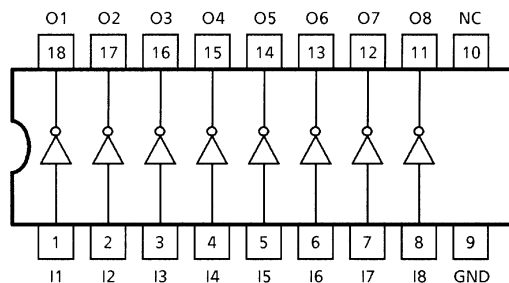 O1 O2 O3 O4 O5 O6 O7 O8 NC
18 17 16 15 14 13 12 11 10
1 2 3 4 5 6 7 8 9
I1 I2 I3 I4 I5 I6 I7 I8 GND